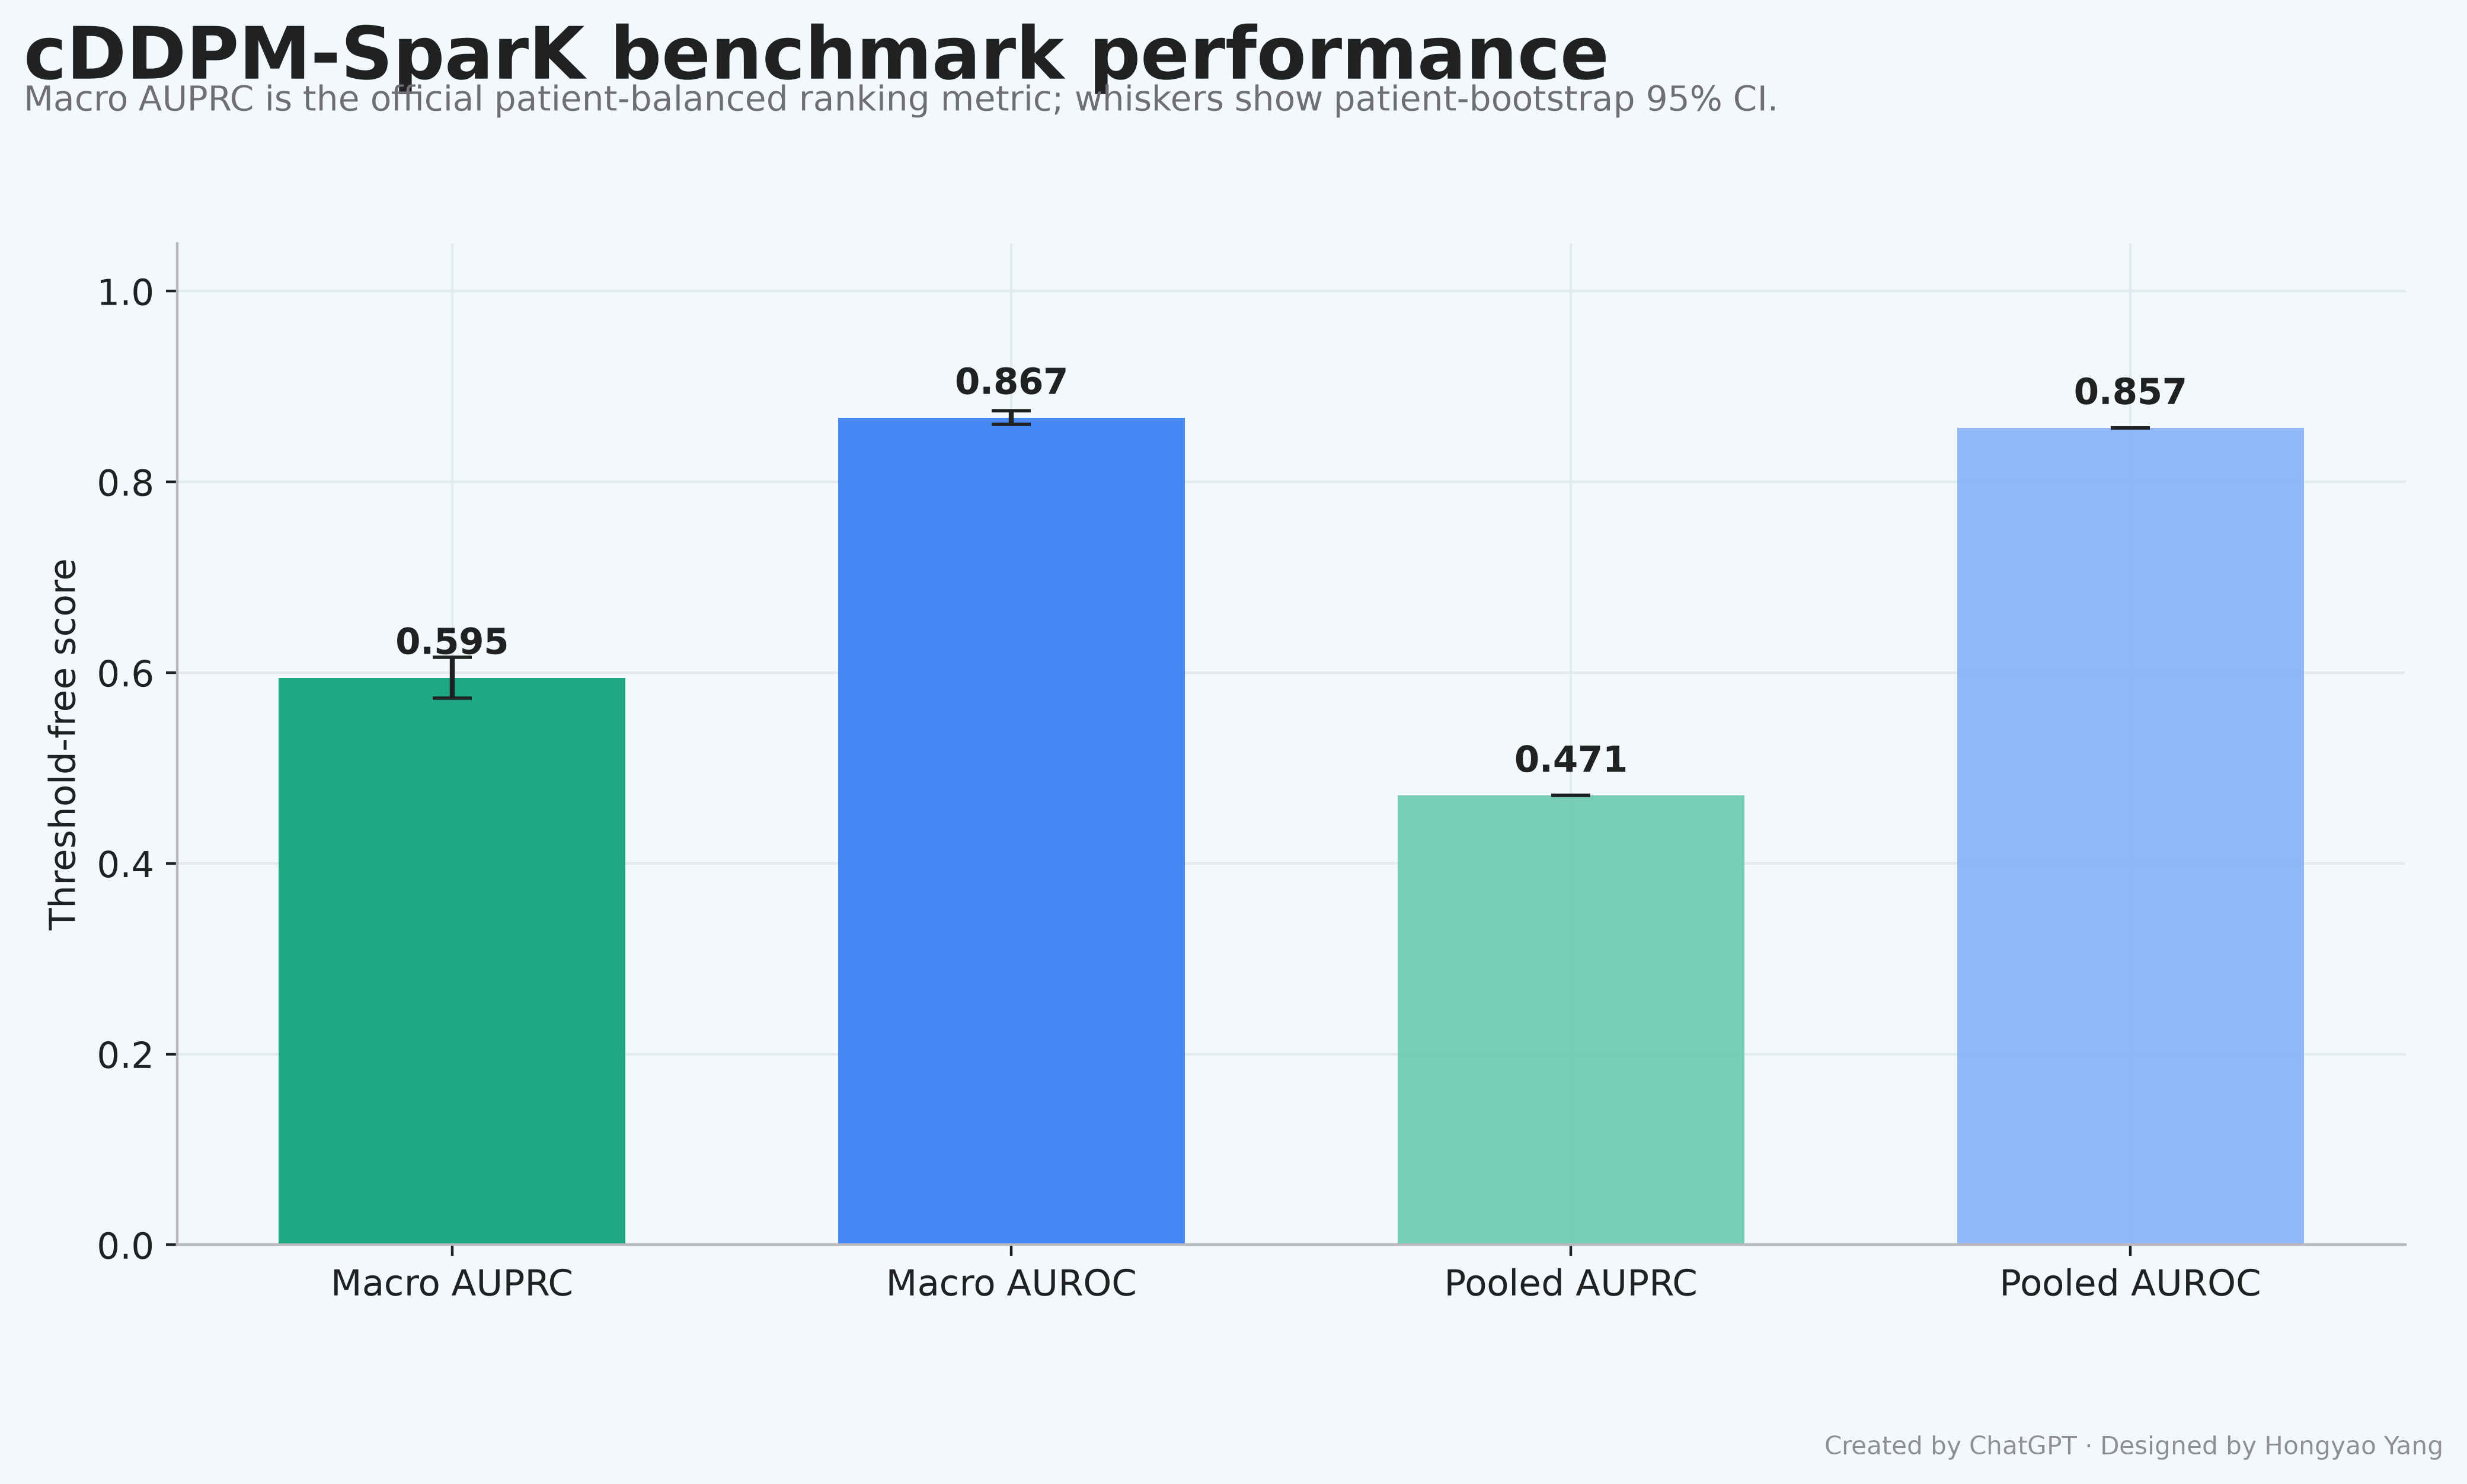 cDDPM-SparK benchmark performance
Macro AUPRC is the official patient-balanced ranking metric; whiskers show patient-bootstrap 95% CI.
Threshold-free score
1.0
0.8
0.6
0.4
0.2
0.0
0.595
0.867
0.471
0.857
Macro AUPRC
Macro AUROC
Pooled AUPRC
Pooled AUROC
Created by ChatGPT · Designed by Hongyao Yang